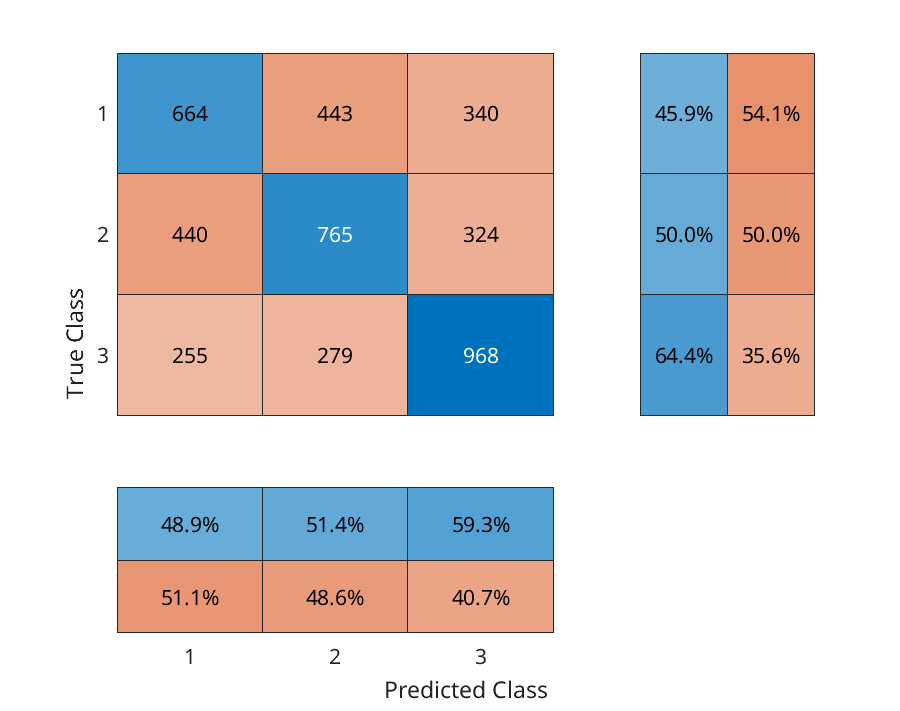 1 664 443 340 45.9% 54.1%
2 440 765 324 50.0% 50.0%
3 255 279 968 64.4% 35.6%
True Class
48.9% 51.4% 59.3%
51.1% 48.6% 40.7%
1 2 3
Predicted Class